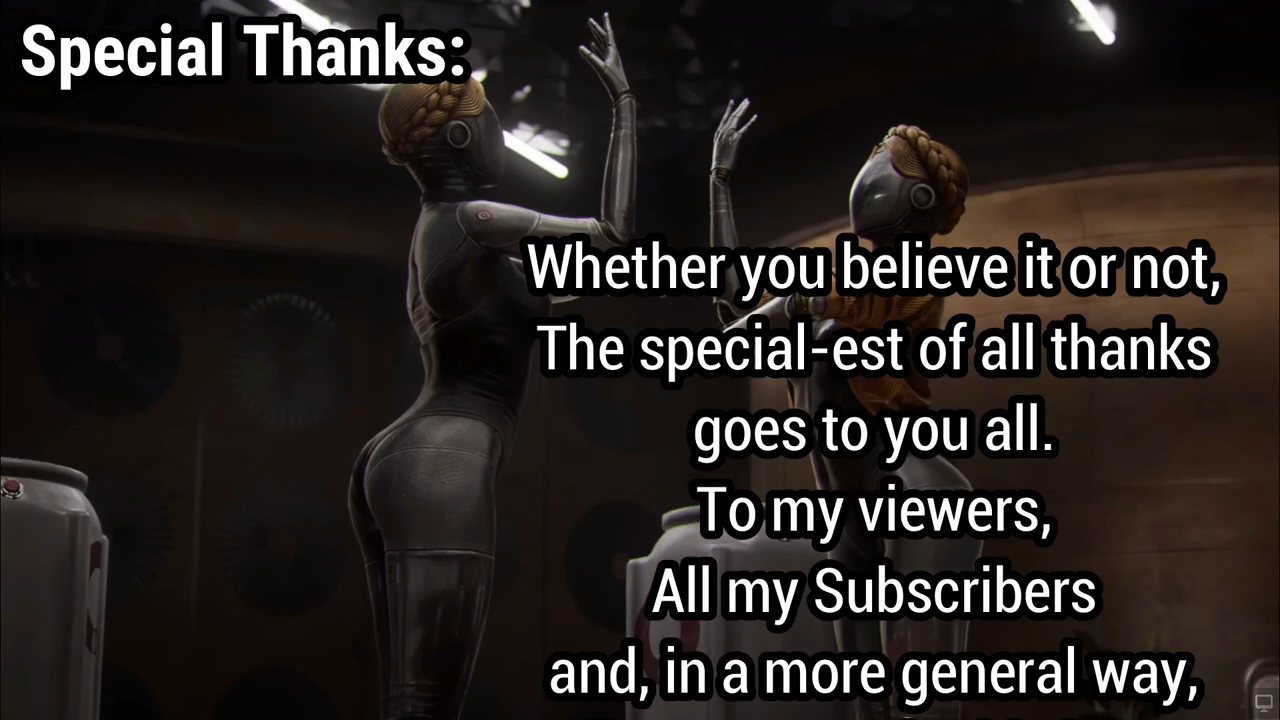 Special Thanks:
Whether you believe it or not,
The special-est of all thanks
goes to you all.
To my viewers,
All my Subscribers
and, in a more general way,